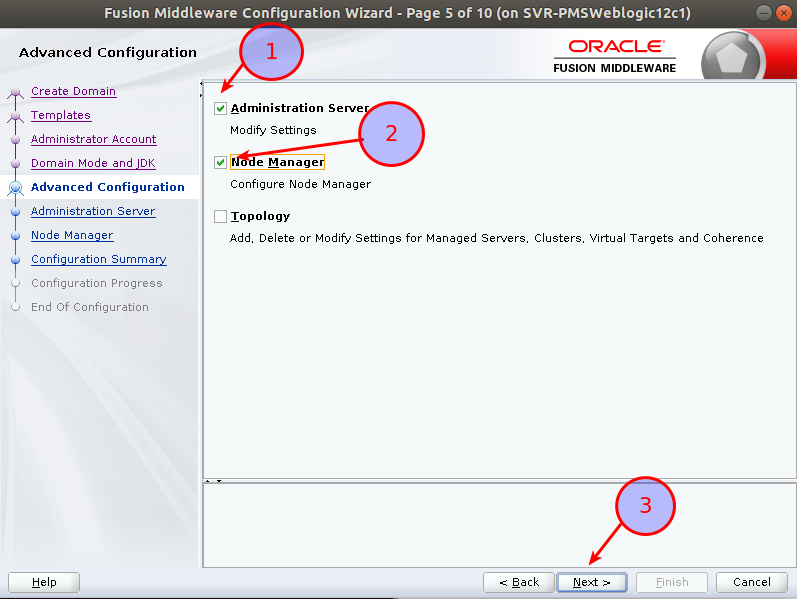 Fusion Middleware Configuration Wizard - Page 5 of 10 (on SVR-PMSWeblogic12c1)
Advanced Configuration
ORACLE
FUSION MIDDLEWARE
Create Domain
Templates
Administrator Account
Domain Mode and JDK
Advanced Configuration
Administration Server
Node Manager
Configuration Summary
Configuration Progress
End Of Configuration
1
Administration Server
Modify Settings
2
Node Manager
Configure Node Manager
Topology
Add, Delete or Modify Settings for Managed Servers, Clusters, Virtual Targets and Coherence
3
Help
< Back
Next >
Finish
Cancel